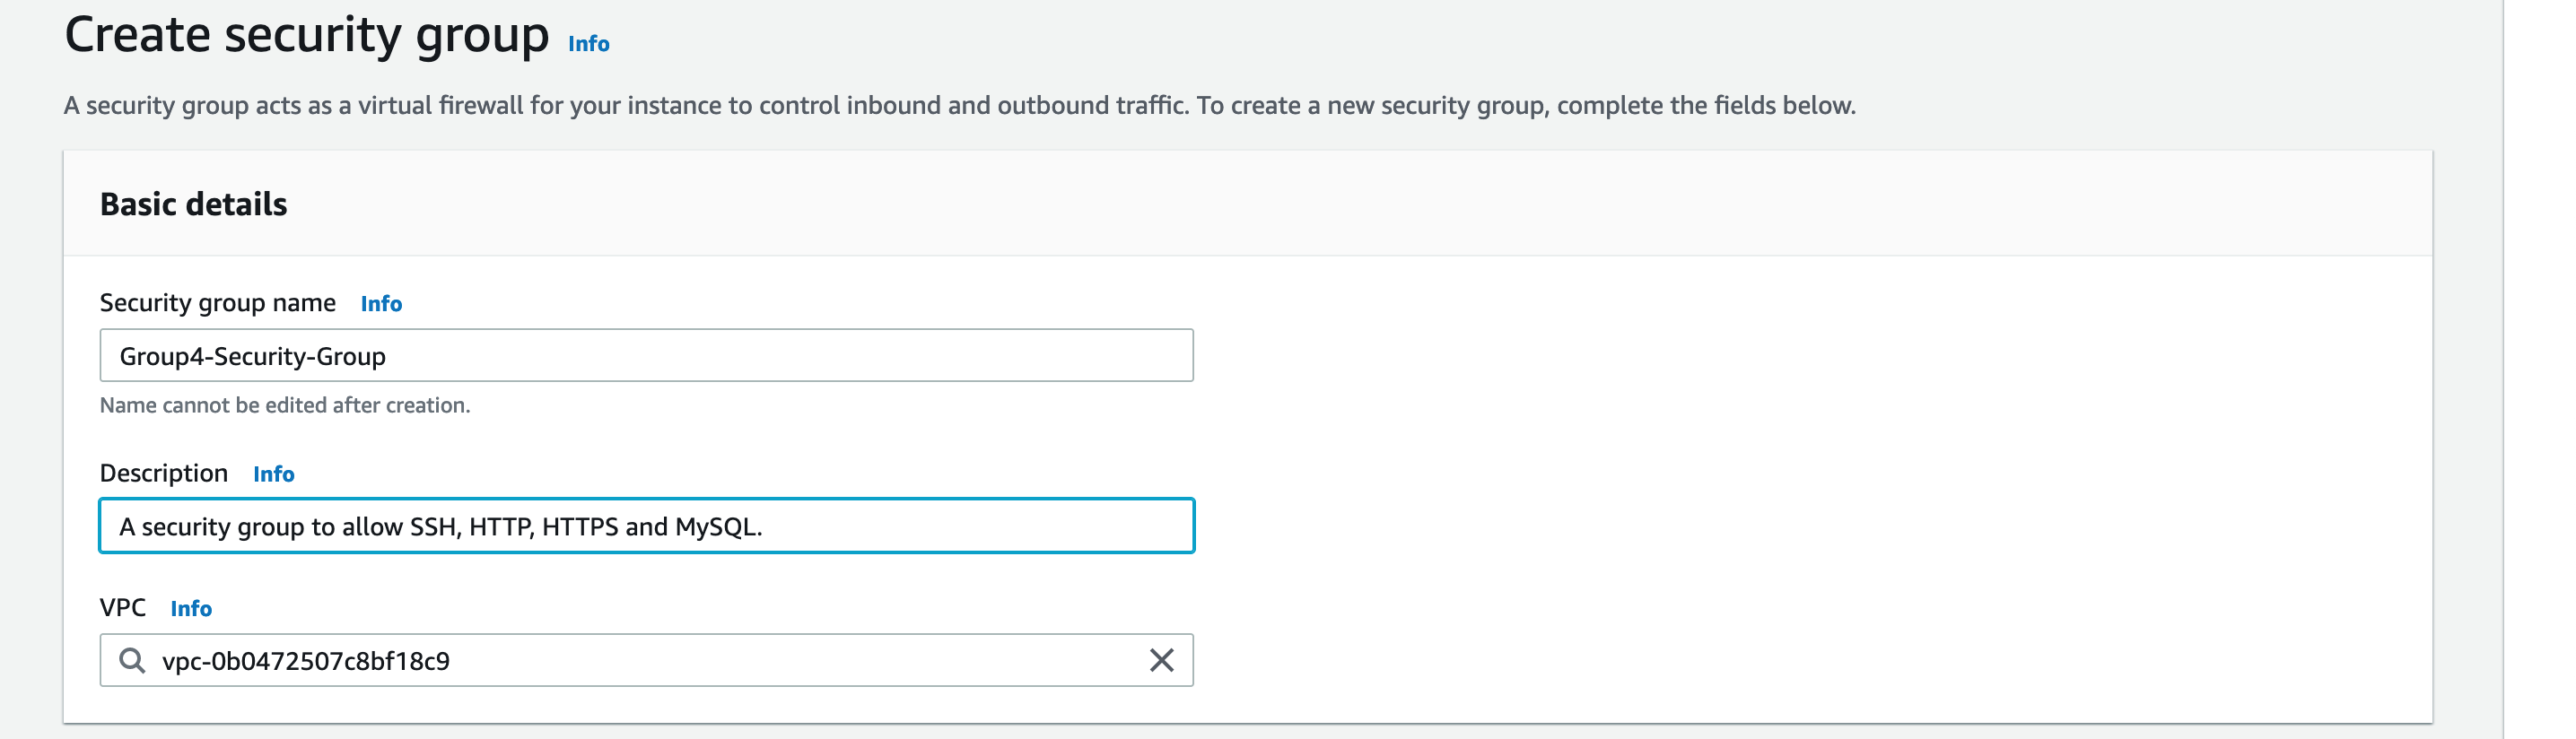 Create security group Info
A security group acts as a virtual firewall for your instance to control inbound and outbound traffic. To create a new security group, complete the fields below.
Basic details
Security group name Info
Group4-Security-Group
Name cannot be edited after creation.
Description Info
A security group to allow SSH, HTTP, HTTPS and MySQL.
VPC Info
vpc-0b0472507c8bf18c9